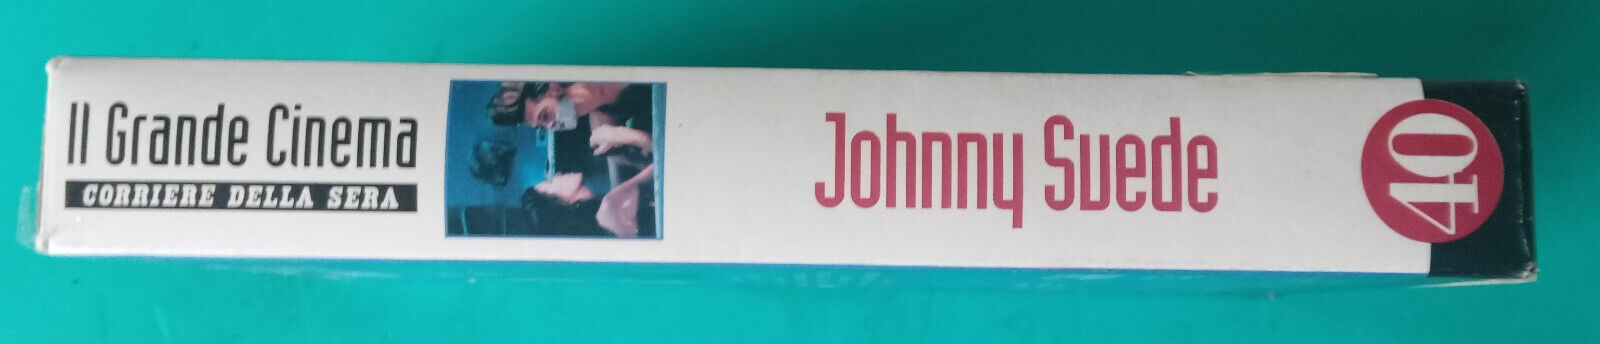 Il Grande Cinema
CORRIERE DELLA SERA
Johnny Suede
40